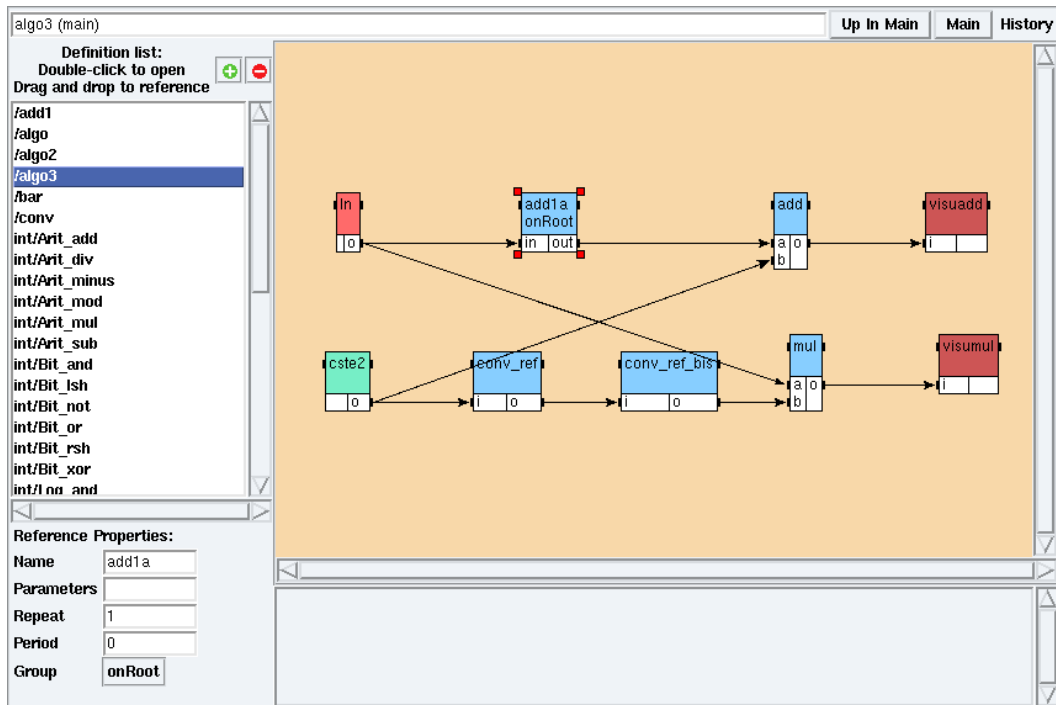 algo3 (main)
Up In Main
Main
History
Definition list:
Double-click to open
Drag and drop to reference
/add1
/algo
/algo2
/algo3
/bar
/conv
int/Arit_add
int/Arit_div
int/Arit_minus
int/Arit_mod
int/Arit_mul
int/Arit_sub
int/Bit_and
int/Bit_lsh
int/Bit_not
int/Bit_or
int/Bit_rsh
int/Bit_xor
int/Log_and
Reference Properties:
Name add1a
Parameters
Repeat 1
Period 0
Group onRoot
In
o
add1a
onRoot
in out
add
a o
b
visuadd
i
cste2
o
conv_ref
i o
conv_ref_bis
i o
mul
a o
b
visumul
i